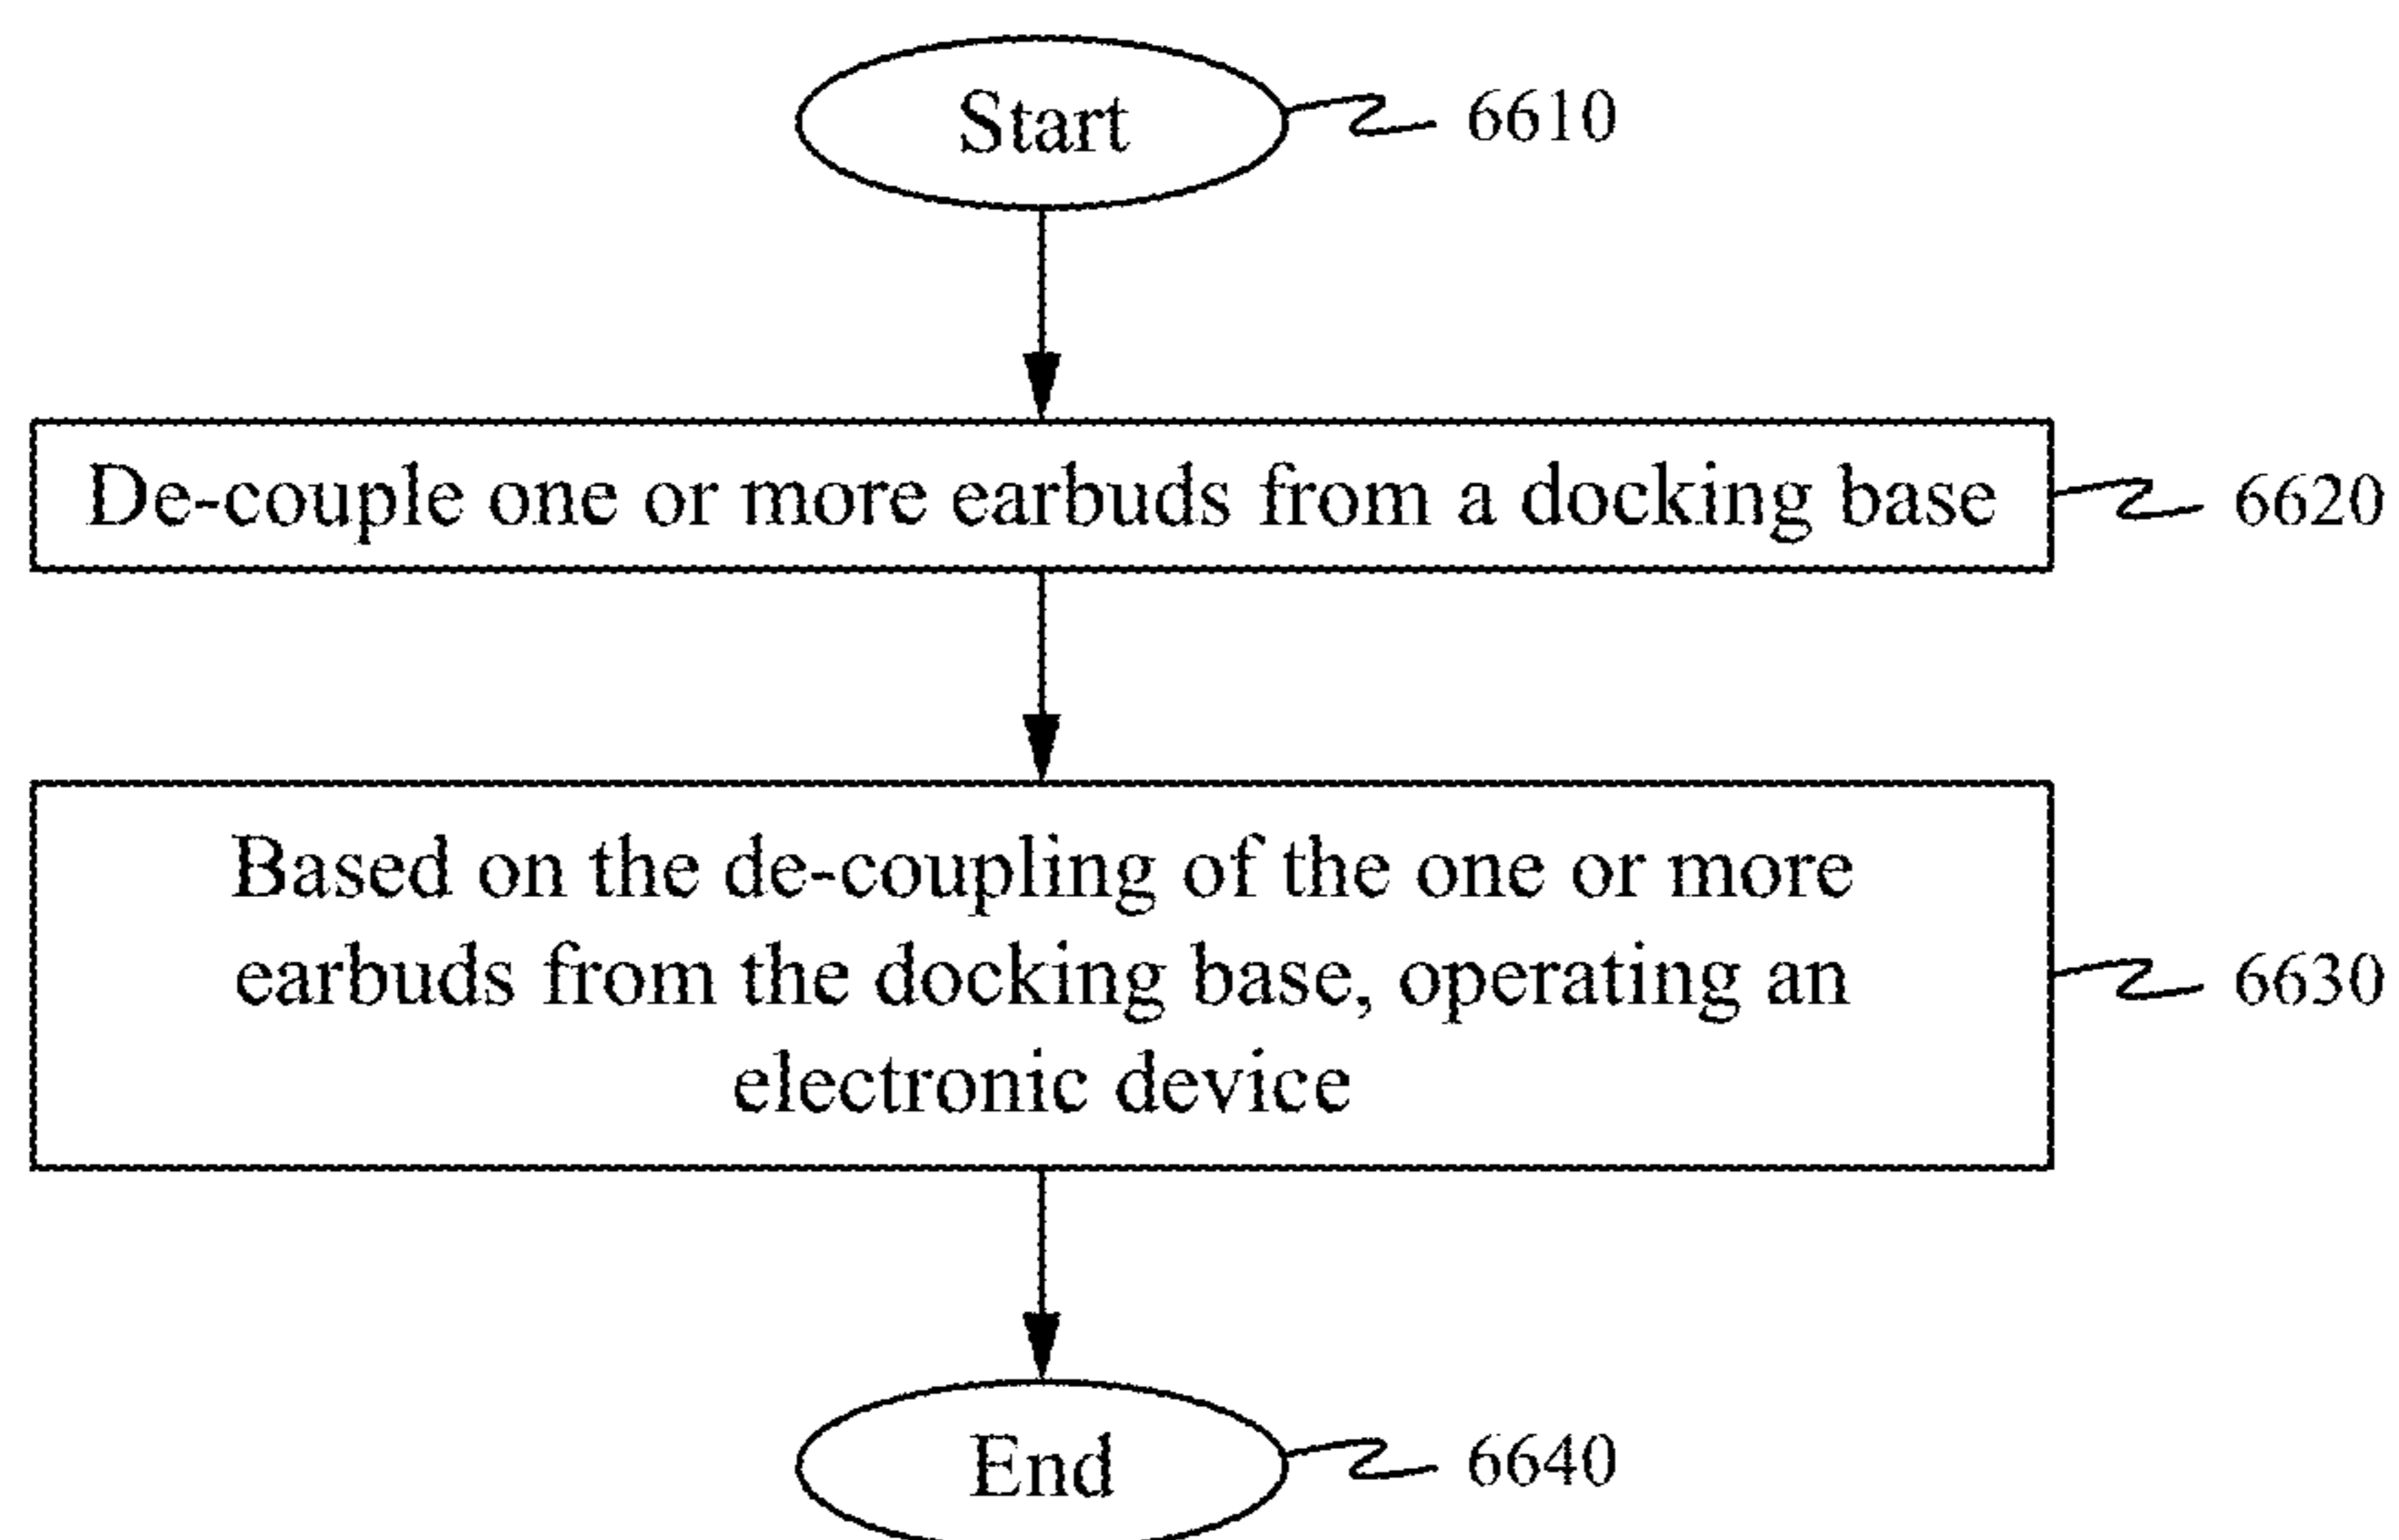 Start
6610
De-couple one or more earbuds from a docking base
6620
Based on the de-coupling of the one or more
earbuds from the docking base, operating an
electronic device
6630
End
6640